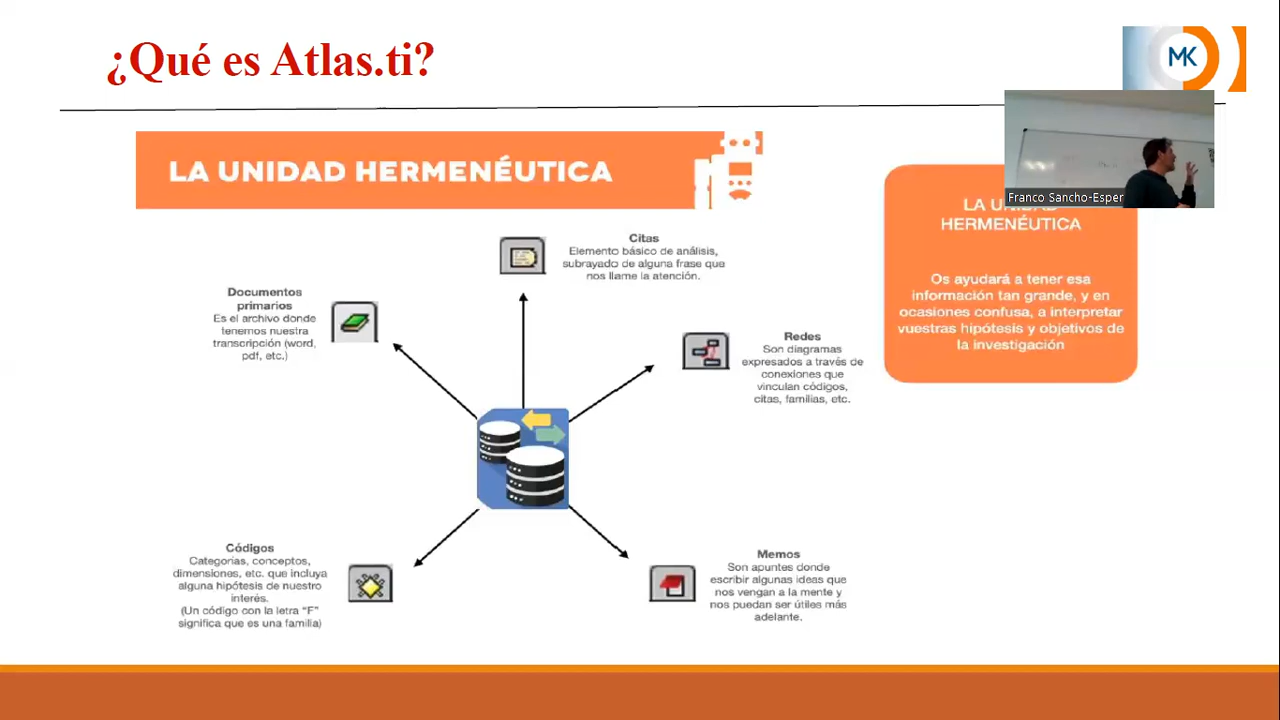 ¿Qué es Atlas.ti?
MK
Franco Sancho-Esper
LA UNIDAD HERMENÉUTICA
LA UNIDAD
HERMENÉUTICA
Os ayudará a tener esa
información tan grande, y en
ocasiones confusa, a interpretar
vuestras hipótesis y objetivos de
la investigación
Citas
Elemento básico de análisis,
subrayado de alguna frase que
nos llame la atención.
Documentos
primarios
Es el archivo donde
tenemos nuestra
transcripción (word,
pdf, etc.)
Redes
Son diagramas
expresados a través de
conexiones que
vinculan códigos,
citas, familias, etc.
Códigos
Categorías, conceptos,
dimensiones, etc. que incluya
alguna hipótesis de nuestro
interés.
(Un código con la letra “F”
significa que es una familia)
Memos
Son apuntes donde
escribir algunas ideas que
nos vengan a la mente y
nos puedan ser útiles más
adelante.